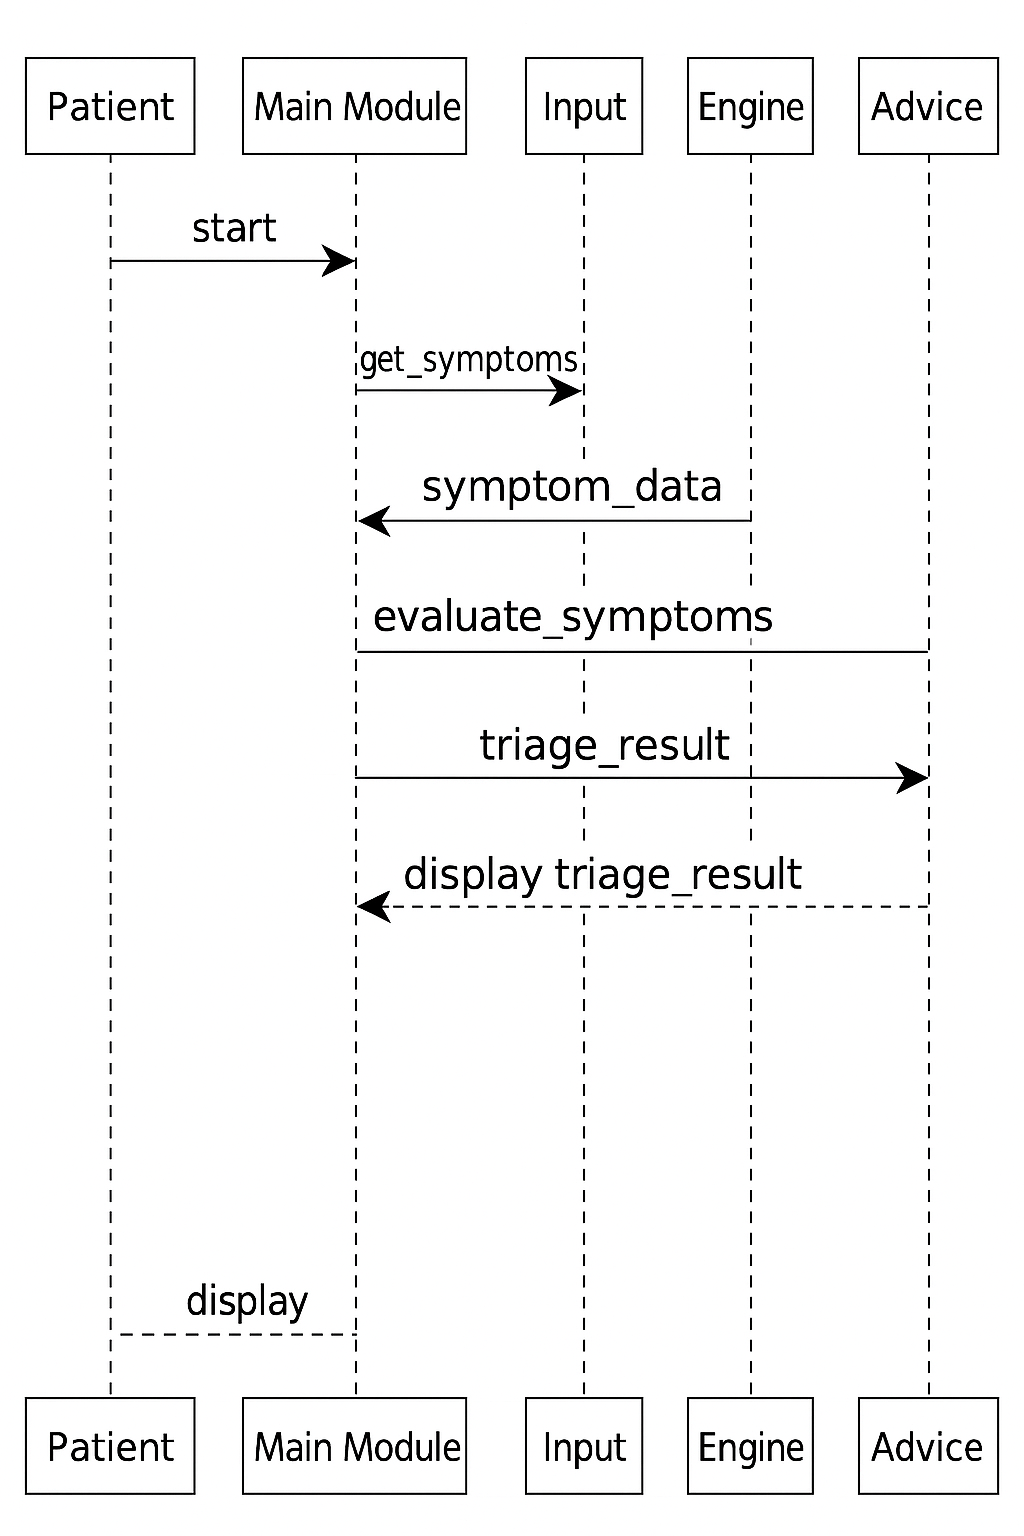 Patient
Main Module
Input
Engine
Advice
start
get_symptoms
symptom_data
evaluate_symptoms
triage_result
display triage_result
display
Patient
Main Module
Input
Engine
Advice